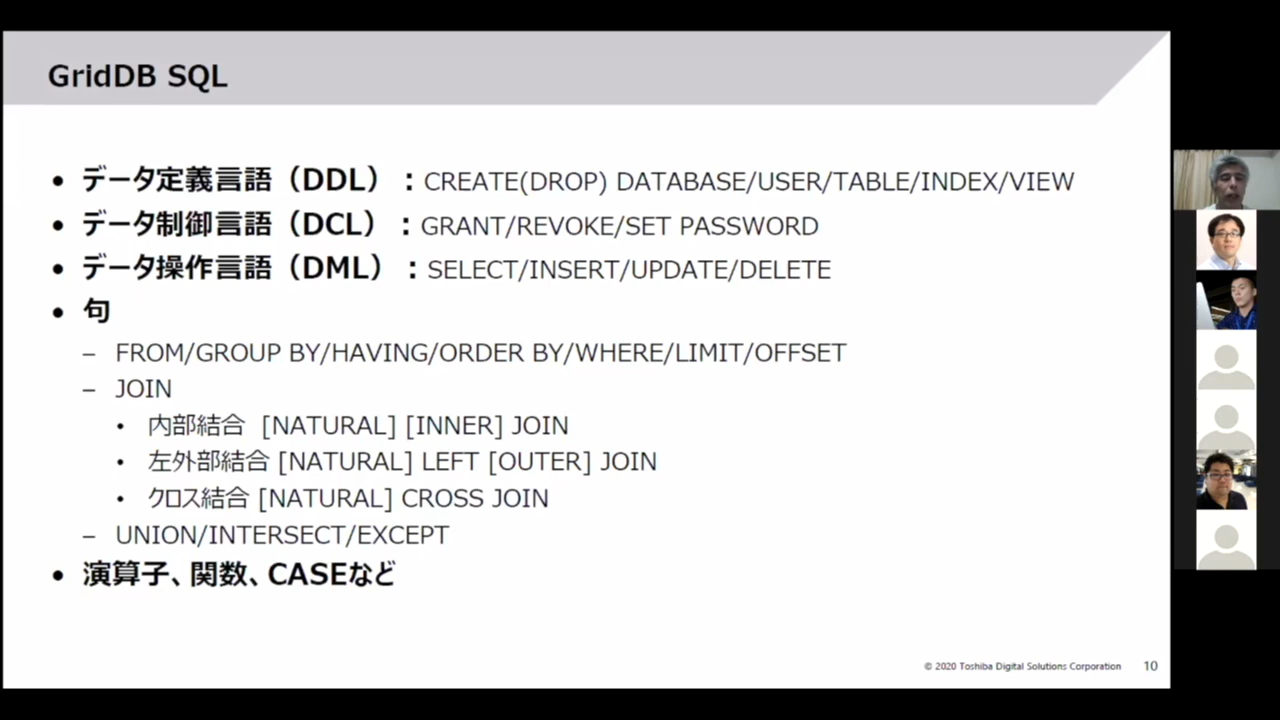 GridDB SQL
• データ定義言語（DDL）：CREATE(DROP) DATABASE/USER/TABLE/INDEX/VIEW
• データ制御言語（DCL）：GRANT/REVOKE/SET PASSWORD
• データ操作言語（DML）：SELECT/INSERT/UPDATE/DELETE
• 句
– FROM/GROUP BY/HAVING/ORDER BY/WHERE/LIMIT/OFFSET
– JOIN
• 内部結合 [NATURAL] [INNER] JOIN
• 左外部結合 [NATURAL] LEFT [OUTER] JOIN
• クロス結合 [NATURAL] CROSS JOIN
– UNION/INTERSECT/EXCEPT
• 演算子、関数、CASEなど
© 2020 Toshiba Digital Solutions Corporation 10